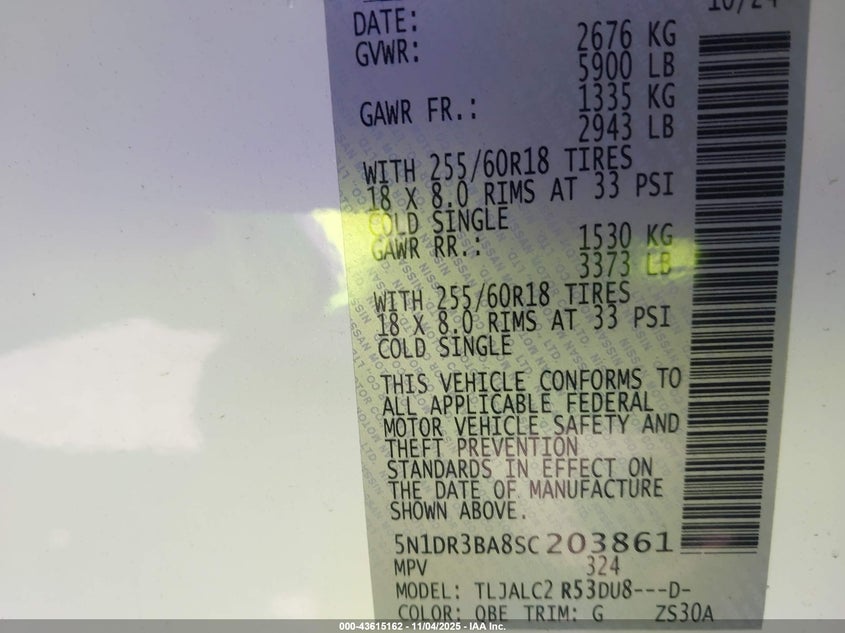 DATE: 10/24
GVWR: 2676 KG
5900 LB
GAWR FR.: 1335 KG
2943 LB
WITH 255/60R18 TIRES
18 X 8.0 RIMS AT 33 PSI
COLD SINGLE
GAWR RR.: 1530 KG
3373 LB
WITH 255/60R18 TIRES
18 X 8.0 RIMS AT 33 PSI
COLD SINGLE
THIS VEHICLE CONFORMS TO
ALL APPLICABLE FEDERAL
MOTOR VEHICLE SAFETY AND
THEFT PREVENTION
STANDARDS IN EFFECT ON
THE DATE OF MANUFACTURE
SHOWN ABOVE.
5N1DR3BA8SC203861
MPV 324
MODEL: TLJALC2 R53DU8---D-
COLOR: QBE TRIM: G ZS30A
000-43615162 - 11/04/2025 - IAA Inc.